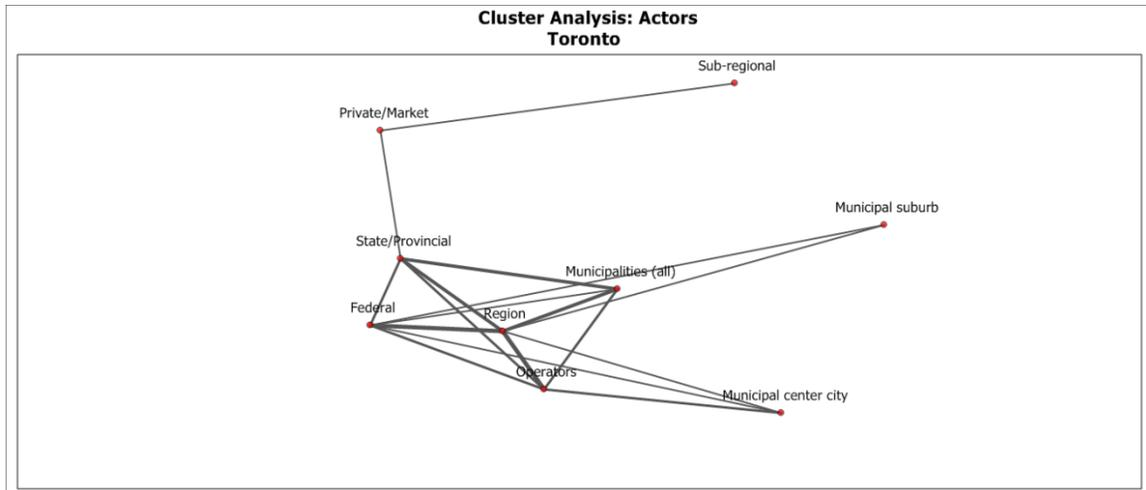 Cluster Analysis: Actors
Toronto
Sub-regional
Private/Market
Municipal suburb
State/Provincial
Municipalities (all)
Federal
Region
Operators
Municipal center city